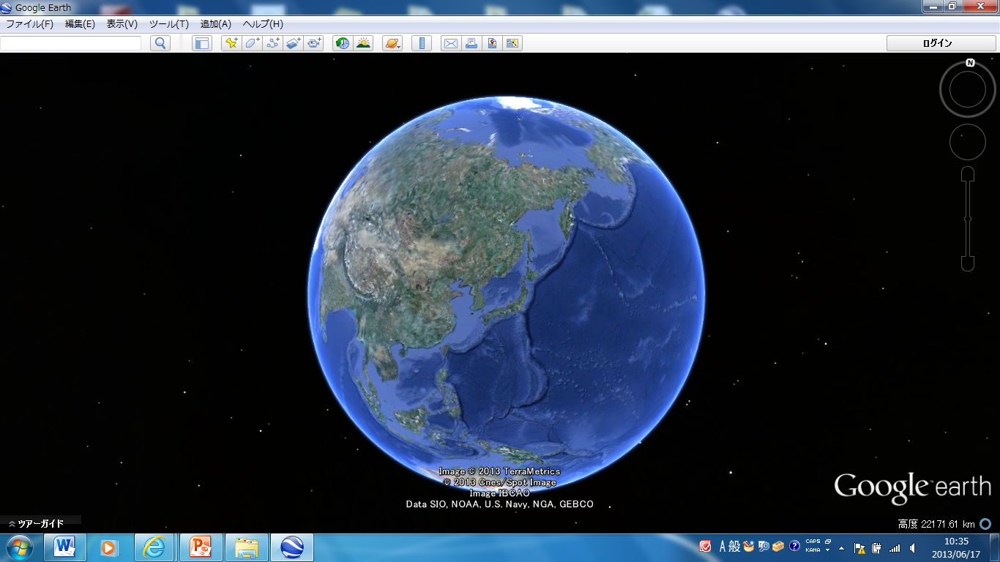 Google Earth
ファイル(F) 編集(E) 表示(V) ツール(T) 追加(A) ヘルプ(H)
ログイン
N
Image © 2013 TerraMetrics
© 2013 Cnes/Spot Image
Image IBCAO
Data SIO, NOAA, U.S. Navy, NGA, GEBCO
Google earth
ツアーガイド
高度 22171.61 km
A 般
CAPS
KANA
10:35
2013/06/17